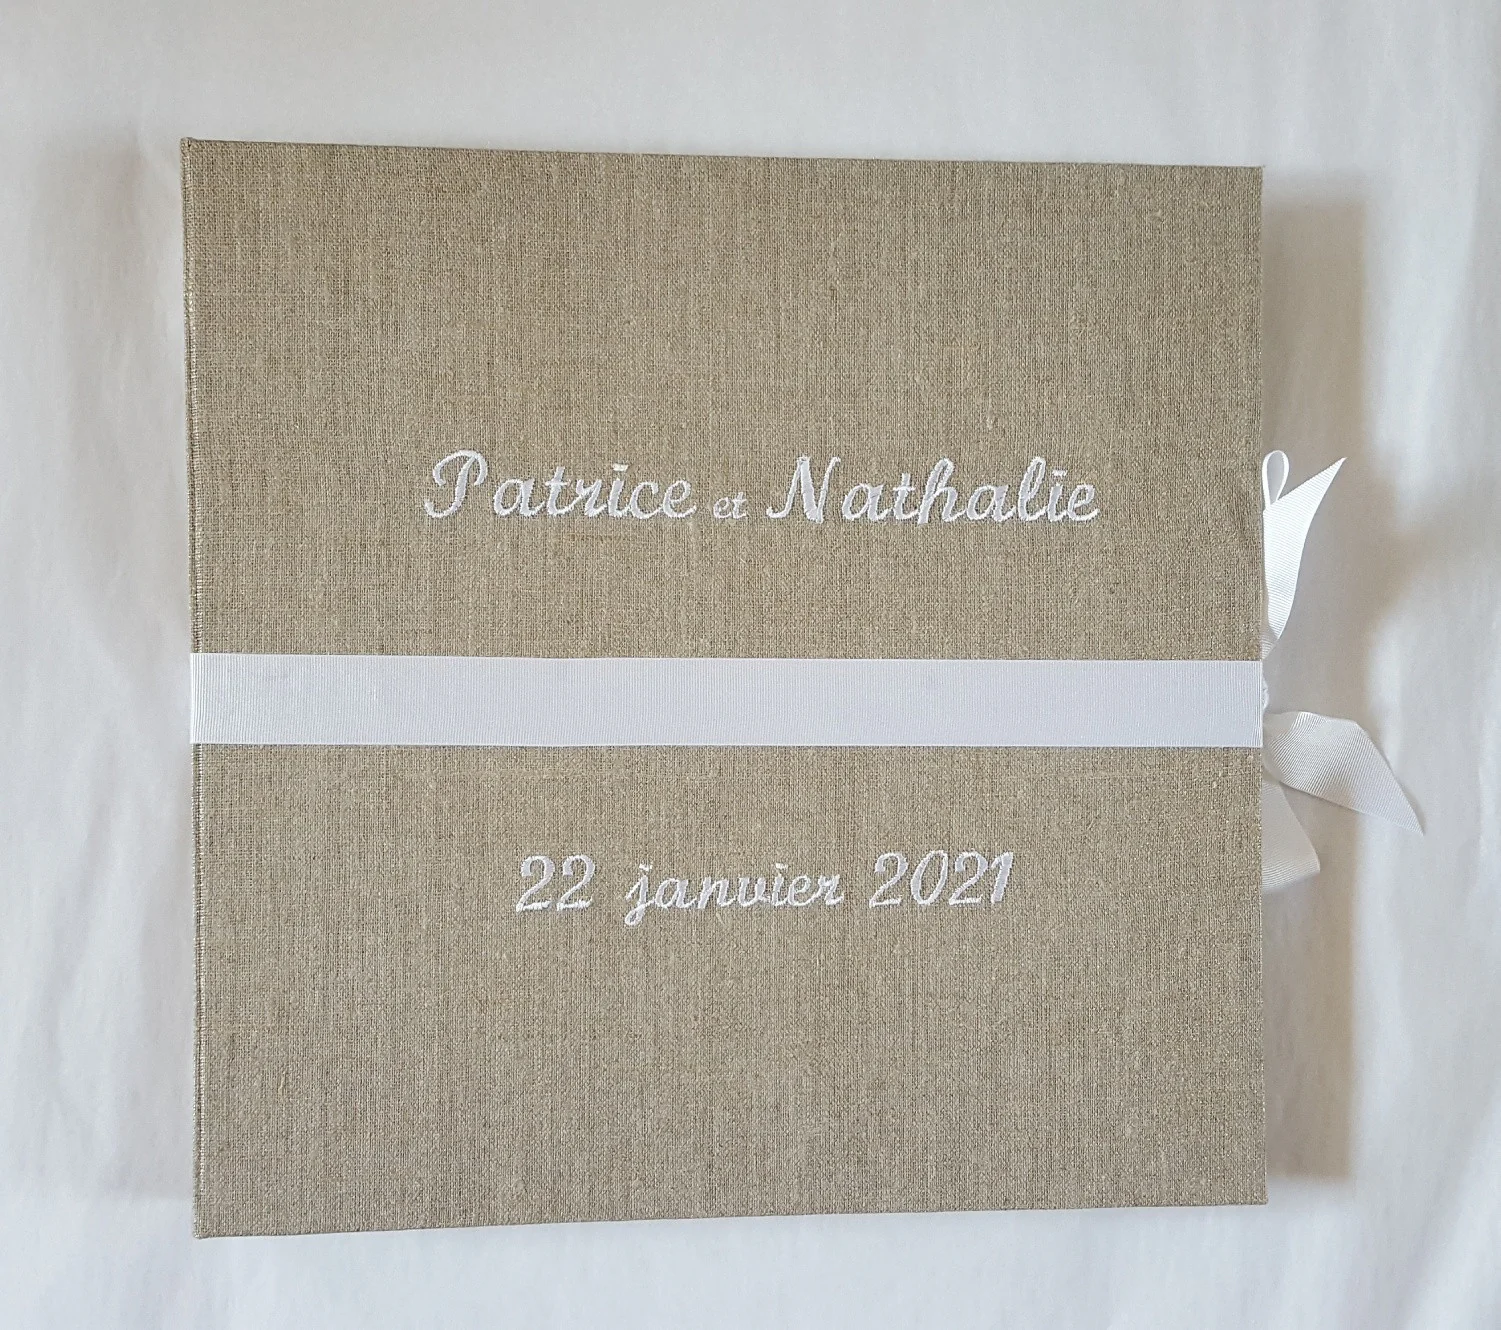 Patrice et Nathalie
22 janvier 2021